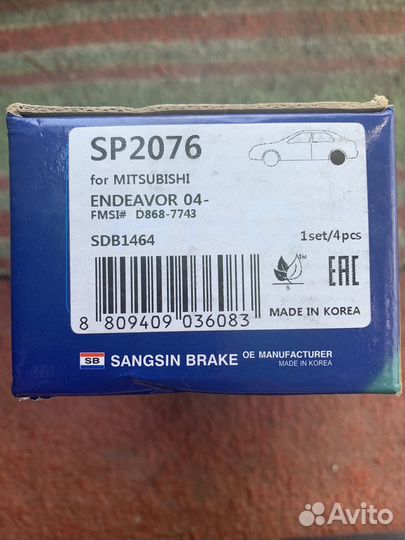 SP2076
for MITSUBISHI
ENDEAVOR 04-
FMSI# D868-7743
SDB1464
1set/4pcs
TM
B
EAC
8 809409 036083
MADE IN KOREA
SB SANGSIN BRAKE OE MANUFACTURER
MADE IN KOREA
Avito